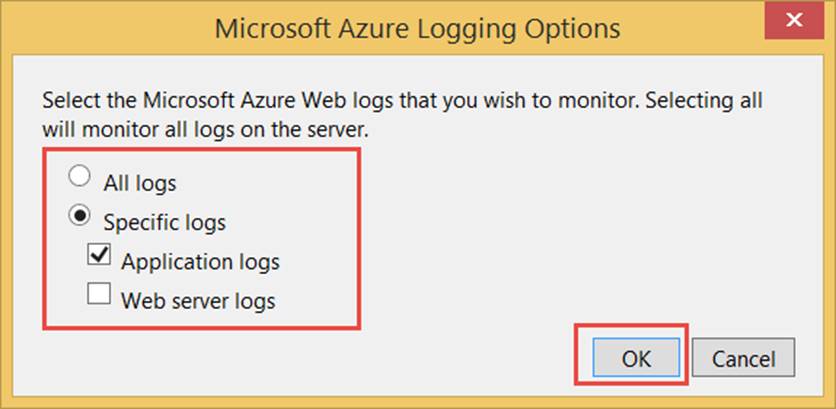 Microsoft Azure Logging Options
Select the Microsoft Azure Web logs that you wish to monitor. Selecting all
will monitor all logs on the server.
All logs
Specific logs
Application logs
Web server logs
OK
Cancel